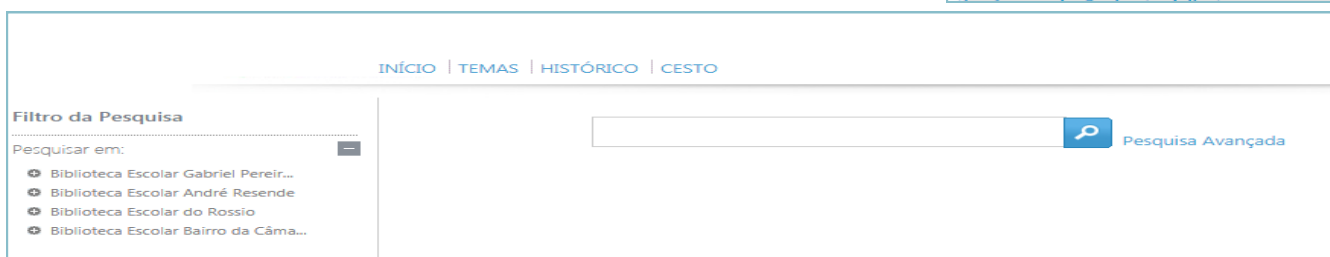 INÍCIO | TEMAS | HISTÓRICO | CESTO
Filtro da Pesquisa
Pesquisar em:
Biblioteca Escolar Gabriel Pereir...
Biblioteca Escolar André Resende
Biblioteca Escolar do Rossio
Biblioteca Escolar Bairro da Câma...
Pesquisa Avançada